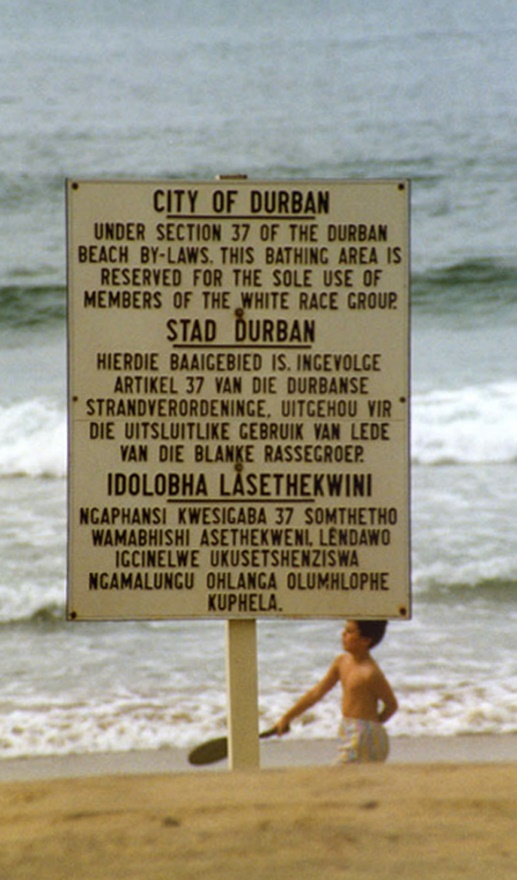 CITY OF DURBAN
UNDER SECTION 37 OF THE DURBAN
BEACH BY-LAWS, THIS BATHING AREA IS
RESERVED FOR THE SOLE USE OF
MEMBERS OF THE WHITE RACE GROUP.
STAD DURBAN
HIERDIE BAAIGEBIED IS, INGEVOLGE
ARTIKEL 37 VAN DIE DURBANSE
STRANDVERORDENINGE, UITGEHOU VIR
DIE UITSLUITLIKE GEBRUIK VAN LEDE
VAN DIE BLANKE RASSEGROEP.
IDOLOBHA LASETHEKWINI
NGAPHANSI KWESIGABA 37 SOMTHETHO
WAMABHISHI ASETHEKWENI, LENDAWO
IGCINELWE UKUSETSHENZISWA
NGAMALUNGU OHLANGA OLUMHLOPHE
KUPHELA.